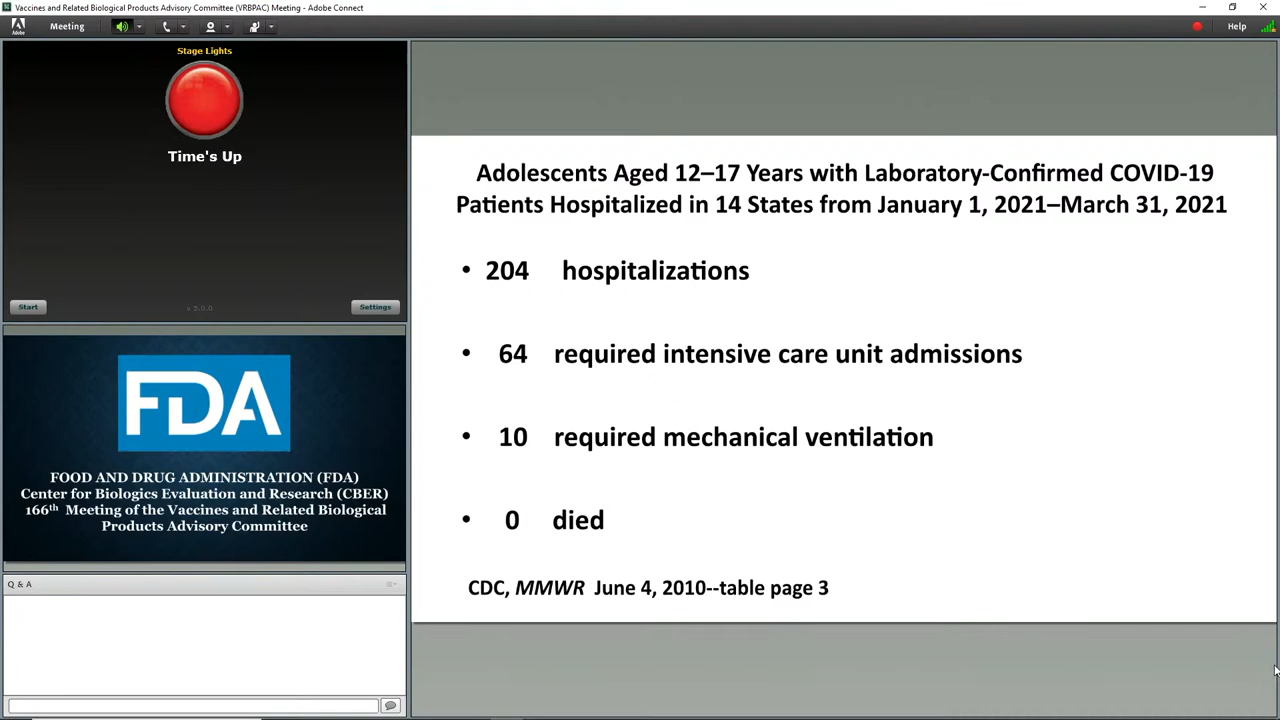 Vaccines and Related Biological Products Advisory Committee (VRBPAC) Meeting - Adobe Connect
Adobe
Meeting
Help
Stage Lights
Time's Up
Start
v 5.0.0
Settings
FDA
FOOD AND DRUG ADMINISTRATION (FDA)
Center for Biologics Evaluation and Research (CBER)
166th Meeting of the Vaccines and Related Biological
Products Advisory Committee
Q & A
Adolescents Aged 12–17 Years with Laboratory-Confirmed COVID-19
Patients Hospitalized in 14 States from January 1, 2021–March 31, 2021
• 204 hospitalizations
• 64 required intensive care unit admissions
• 10 required mechanical ventilation
• 0 died
CDC, MMWR June 4, 2010--table page 3